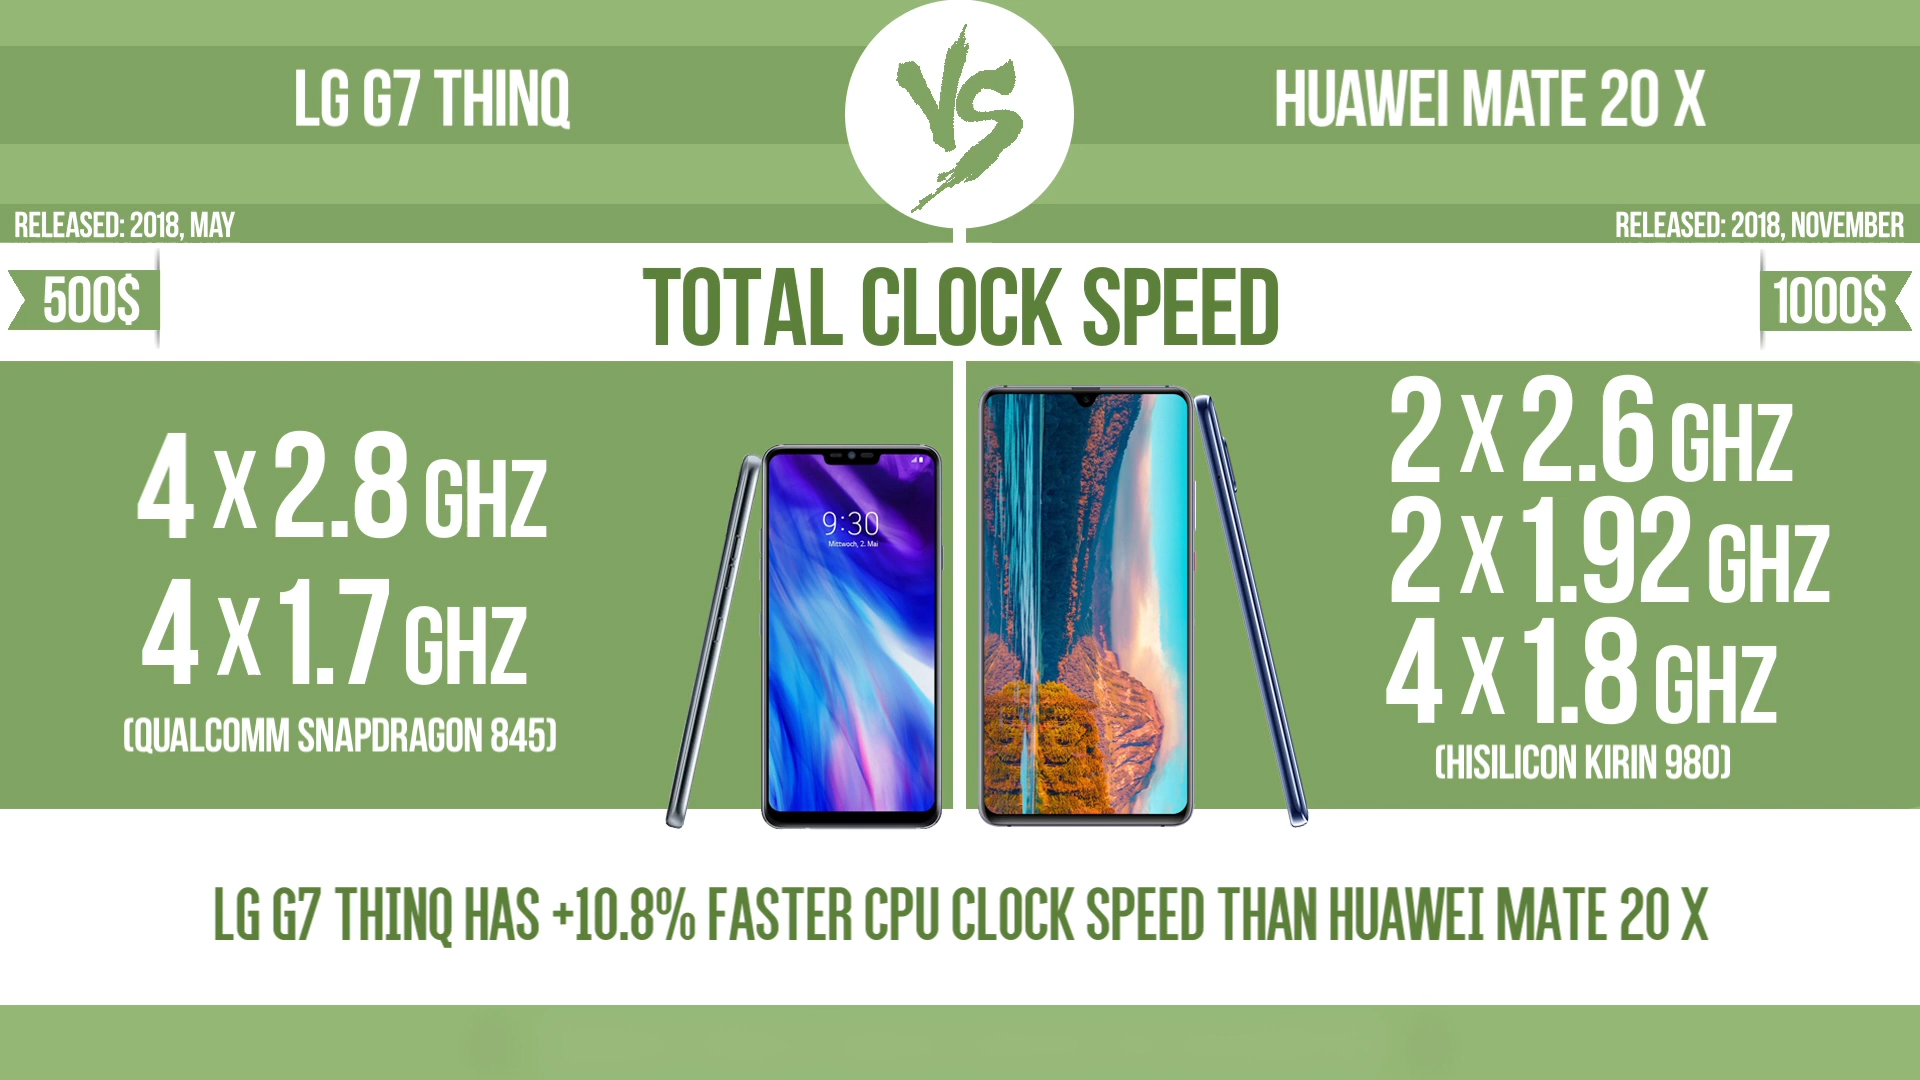 LG G7 THINQ
VS
HUAWEI MATE 20 X
RELEASED: 2018, MAY
RELEASED: 2018, NOVEMBER
500$
TOTAL CLOCK SPEED
1000$
4 X 2.8 GHZ
4 X 1.7 GHZ
(QUALCOMM SNAPDRAGON 845)
9:30
Mittwoch, 2. Mai
2 X 2.6 GHZ
2 X 1.92 GHZ
4 X 1.8 GHZ
(HISILICON KIRIN 980)
LG G7 THINQ HAS +10.8% FASTER CPU CLOCK SPEED THAN HUAWEI MATE 20 X